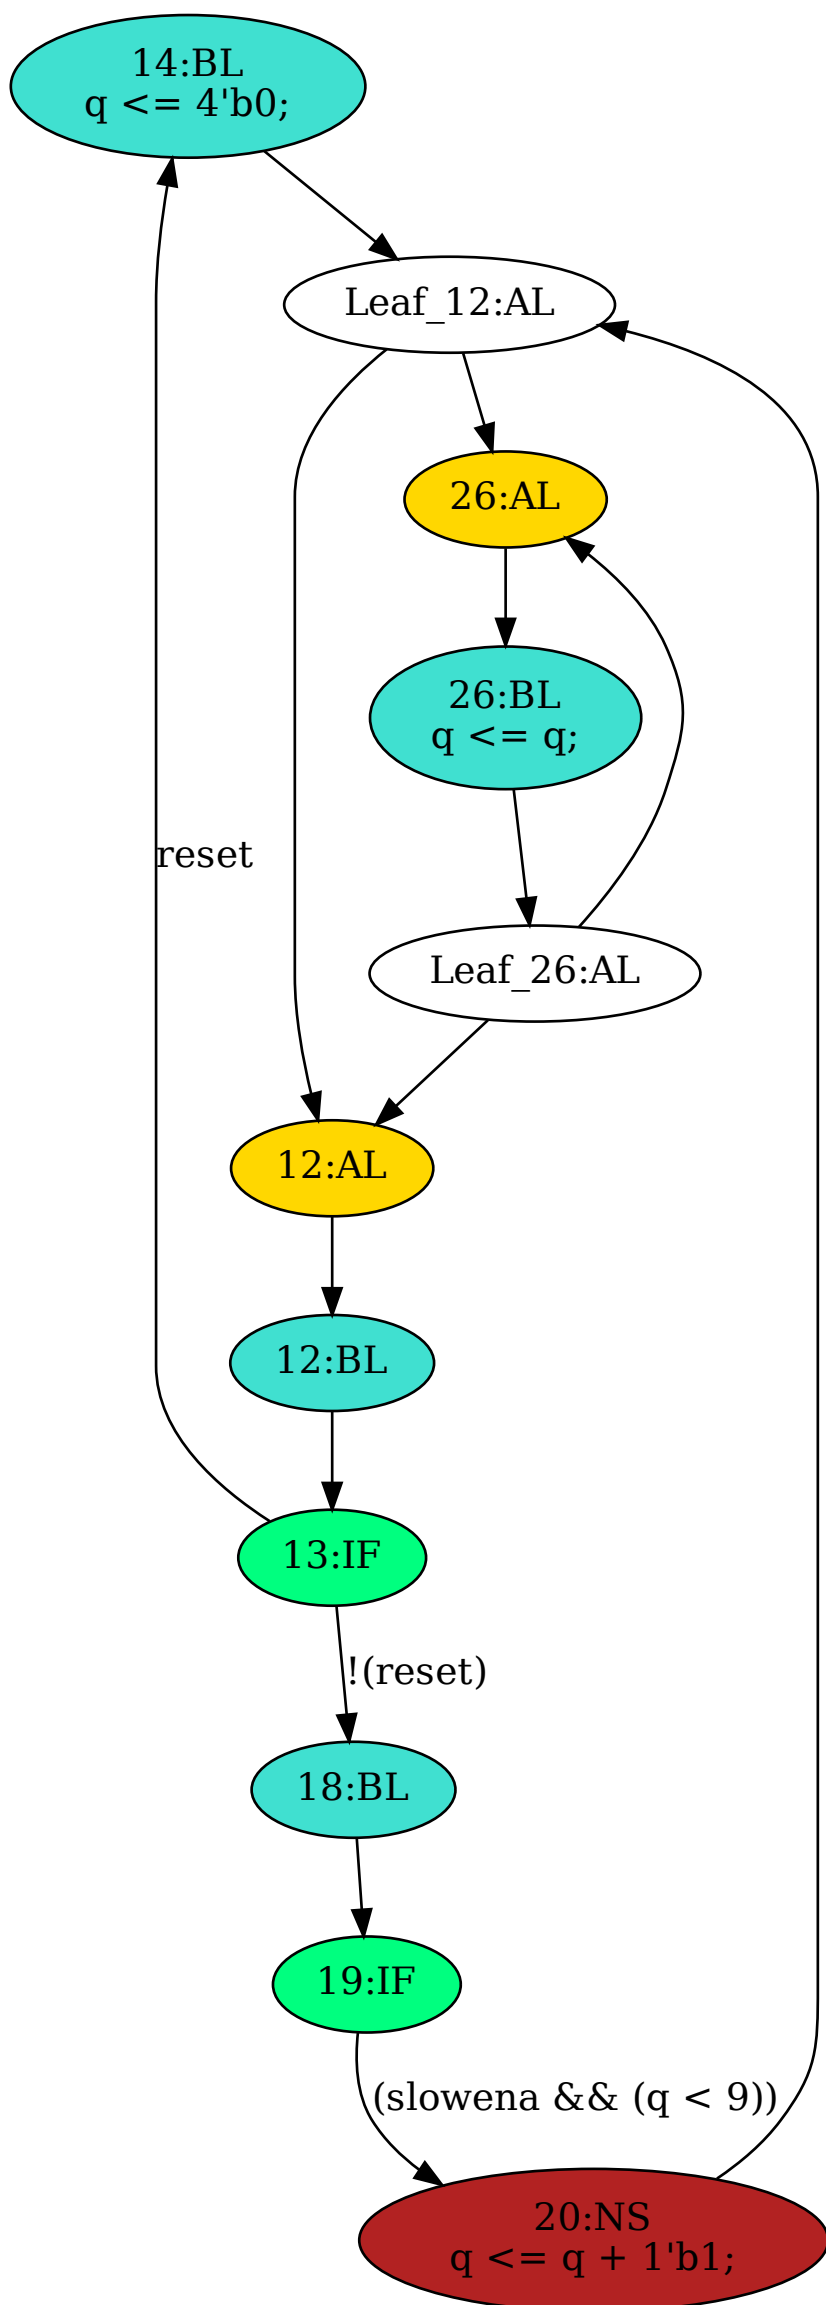 14:BL
q <= 4'b0;
Leaf_12:AL
26:AL
26:BL
q <= q;
reset
Leaf_26:AL
12:AL
12:BL
13:IF
!(reset)
18:BL
19:IF
(slowena && (q < 9))
20:NS
q <= q + 1'b1;